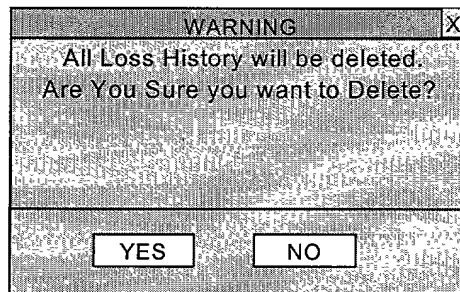 WARNING
X
All Loss History will be deleted.
Are You Sure you want to Delete?
YES
NO